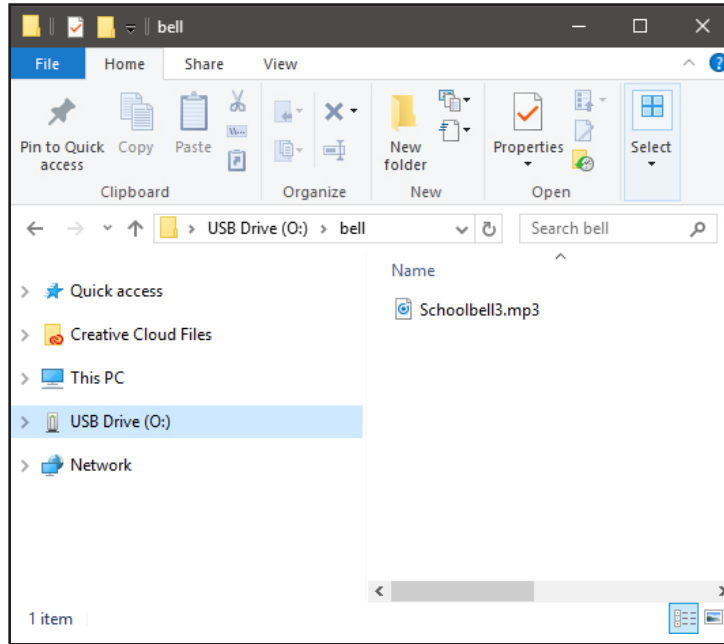 bell
File Home Share View
Pin to Quick access Copy Paste New folder Properties Select
Clipboard Organize New Open
USB Drive (O:) bell Search bell
Name
Quick access Schoolbell3.mp3
Creative Cloud Files
This PC
USB Drive (O:)
Network
1 item